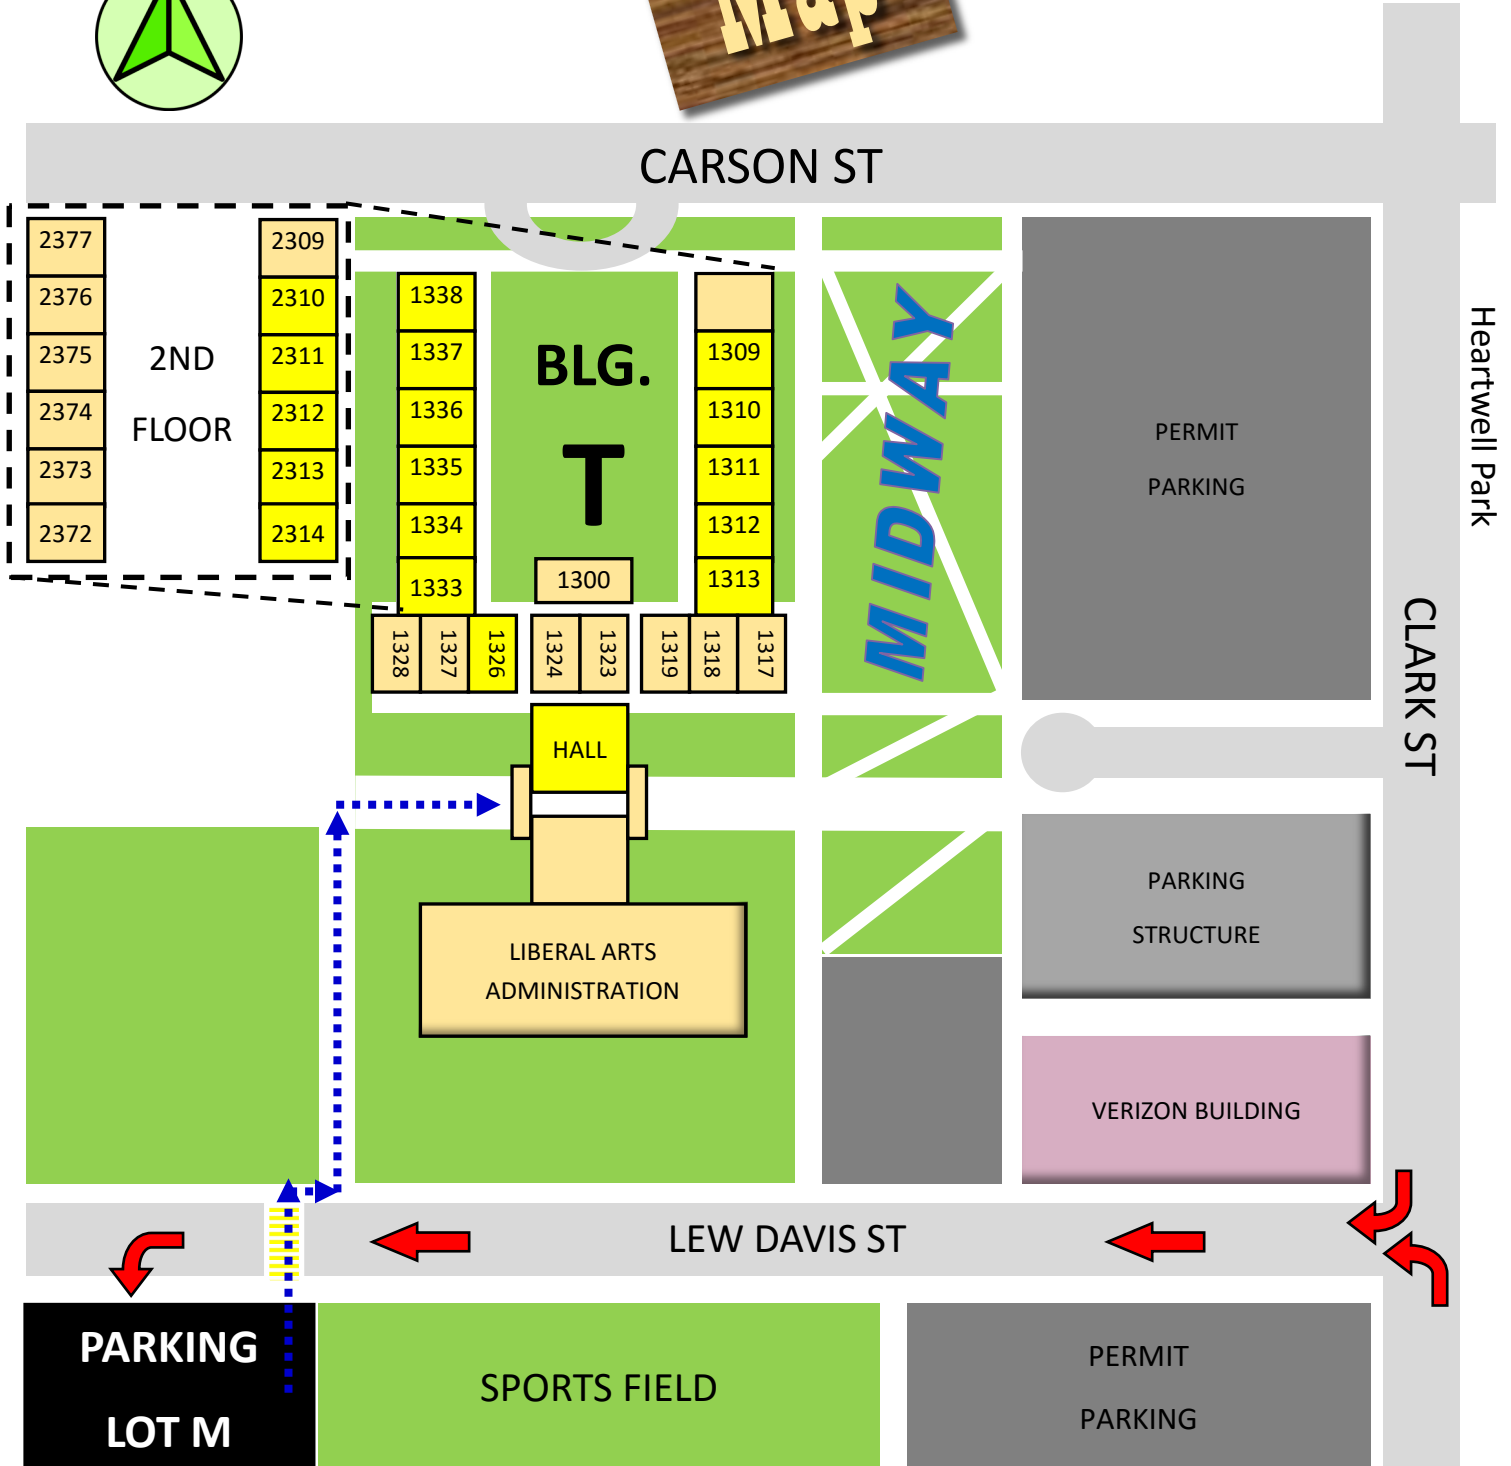 Map
CARSON ST
2377
2376
2375
2374
2373
2372
2ND
FLOOR
2309
2310
2311
2312
2313
2314
1338
1337
1336
1335
1334
1333
BLG.
T
1300
1309
1310
1311
1312
1313
1328
1327
1326
1324
1323
1319
1318
1317
HALL
LIBERAL ARTS
ADMINISTRATION
MIDWAY
PERMIT
PARKING
Heartwell Park
CLARK ST
PARKING
STRUCTURE
VERIZON BUILDING
LEW DAVIS ST
PARKING
LOT M
SPORTS FIELD
PERMIT
PARKING